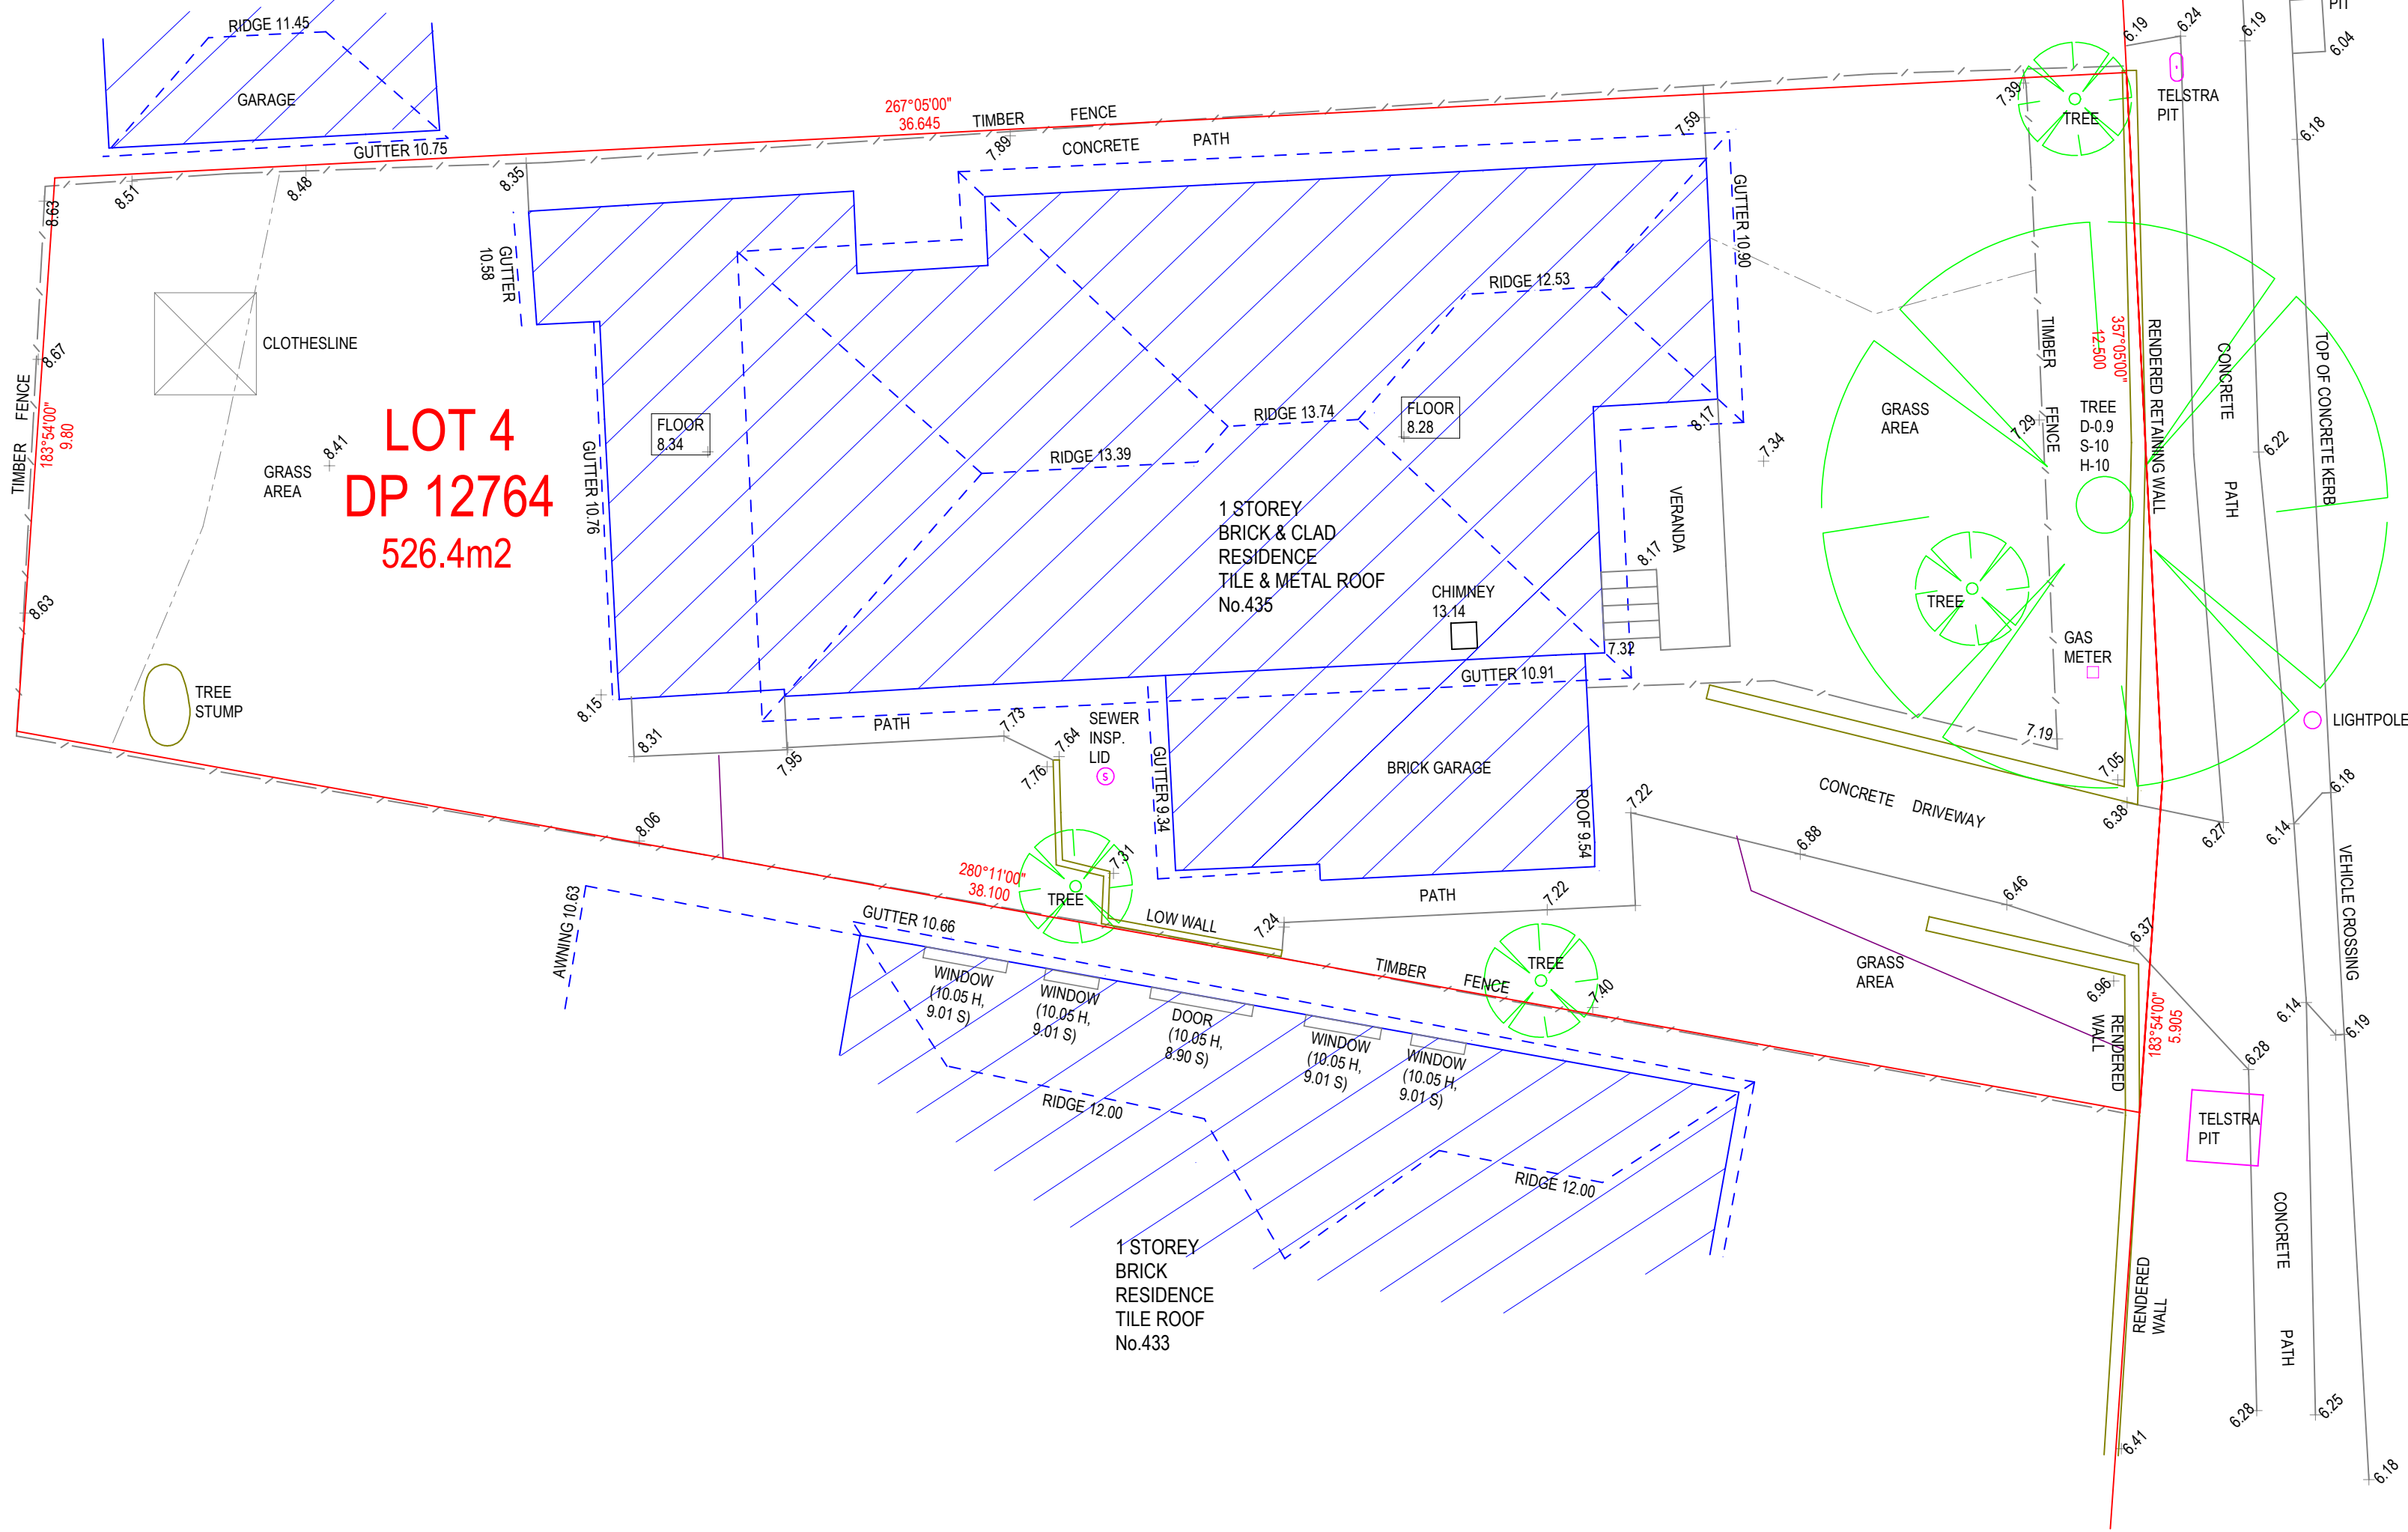 RIDGE 11.45
GARAGE
GUTTER 10.75
267°05'00"
36.645
TIMBER FENCE
CONCRETE PATH
7.89
7.59
7.39
TREE
6.19
6.24
6.19
PIT
6.04
TELSTRA
PIT
6.18
8.63
8.51
8.48
8.35
GUTTER
10.58
GUTTER 10.90
RIDGE 12.53
CLOTHESLINE
8.67
TIMBER FENCE
183°54'00"
9.80
LOT 4
DP 12764
526.4m2
8.41
GRASS
AREA
8.63
TREE
STUMP
GUTTER 10.76
FLOOR
8.34
RIDGE 13.39
RIDGE 13.74
FLOOR
8.28
8.17
7.34
1 STOREY
BRICK & CLAD
RESIDENCE
TILE & METAL ROOF
No.435
CHIMNEY
13.14
VERANDA
8.17
7.32
GUTTER 10.91
GRASS
AREA
TIMBER FENCE
7.29
357°05'00"
12.500
TREE
D-0.9
S-10
H-10
RENDERED RETAINING WALL
CONCRETE PATH
6.22
TOP OF CONCRETE KERB
TREE
GAS
METER
LIGHTPOLE
7.19
7.05
6.38
6.27
6.14
6.18
8.15
8.31
PATH
7.95
7.73
7.64
7.76
SEWER
INSP.
LID
S
GUTTER 9.34
BRICK GARAGE
ROOF 9.54
7.22
CONCRETE DRIVEWAY
6.88
6.46
6.37
VEHICLE CROSSING
8.06
7.31
280°11'00"
38.100
TREE
LOW WALL
7.24
PATH
7.22
TREE
7.40
TIMBER FENCE
GRASS
AREA
6.96
RENDERED
WALL
183°54'00"
5.905
6.14
6.19
6.28
TELSTRA
PIT
AWNING 10.63
GUTTER 10.66
WINDOW
(10.05 H,
9.01 S)
WINDOW
(10.05 H,
9.01 S)
DOOR
(10.05 H,
8.90 S)
WINDOW
(10.05 H,
9.01 S)
WINDOW
(10.05 H,
9.01 S)
RIDGE 12.00
RIDGE 12.00
1 STOREY
BRICK
RESIDENCE
TILE ROOF
No.433
RENDERED
WALL
CONCRETE PATH
6.28
6.25
6.41
6.18